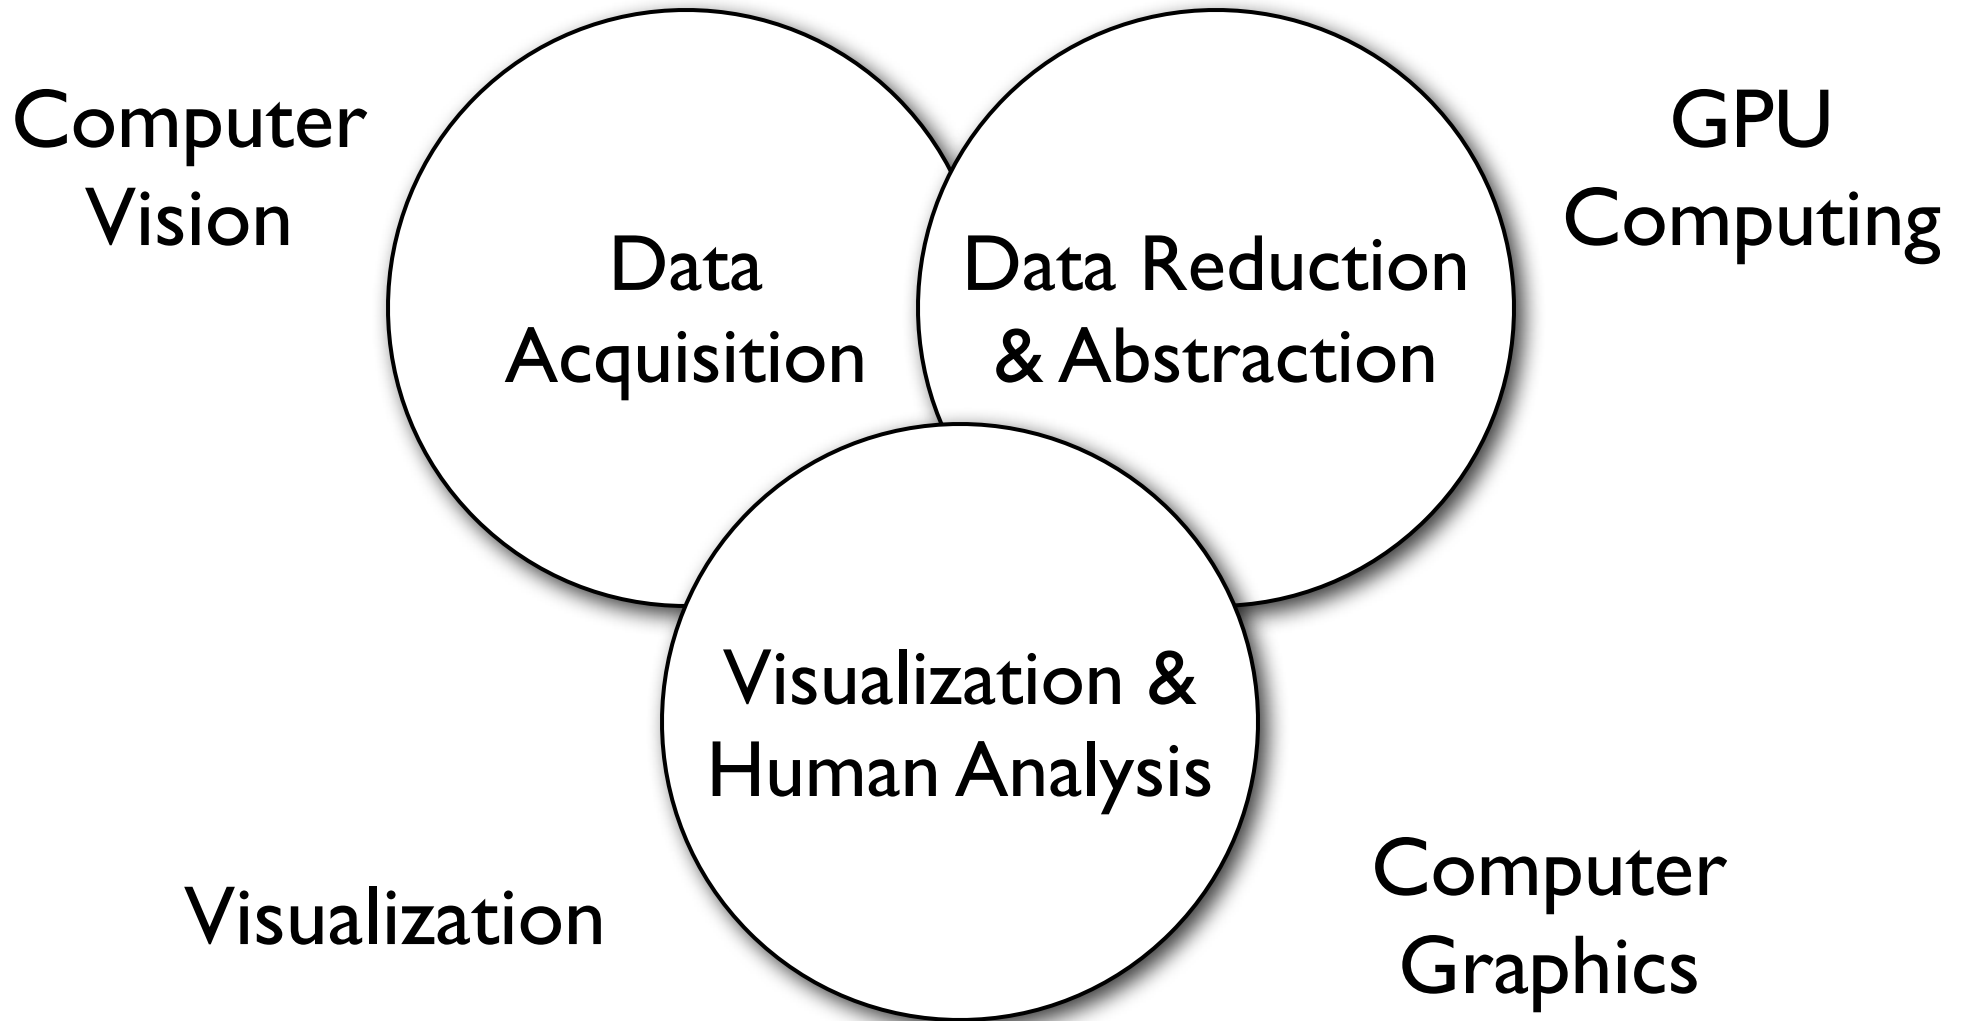 Computer
Vision
Data
Acquisition
Data Reduction
& Abstraction
GPU
Computing
Visualization &
Human Analysis
Visualization
Computer
Graphics